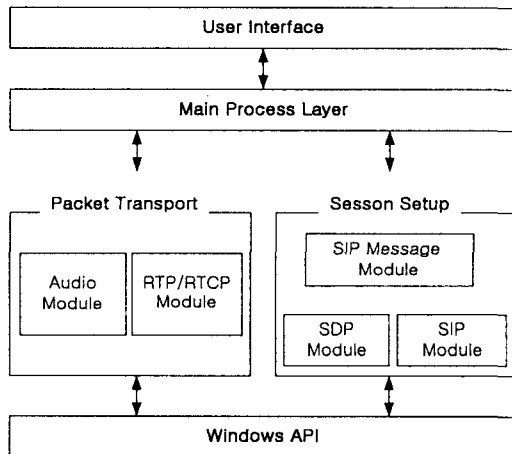 User Interface
Main Process Layer
Packet Transport
Audio
Module
RTP/RTCP
Module
Sesson Setup
SIP Message
Module
SDP
Module
SIP
Module
Windows API